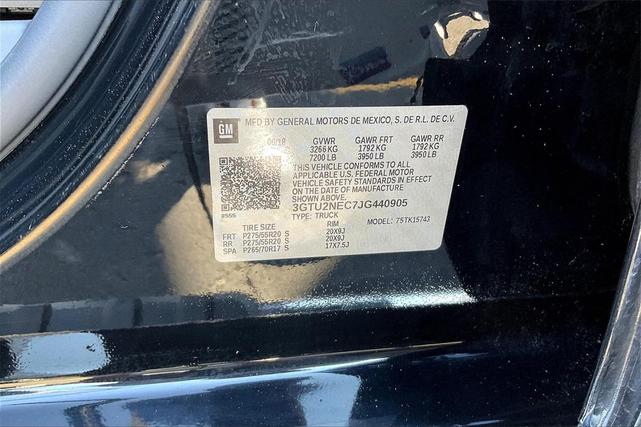 MFD BY GENERAL MOTORS DE MEXICO, S. DE R.L. DE C.V.
GM
06/18 GVWR GAWR FRT GAWR RR
3266 KG 1792 KG 1792 KG
7200 LB 3950 LB 3950 LB
THIS VEHICLE CONFORMS TO ALL
APPLICABLE U.S. FEDERAL MOTOR
VEHICLE SAFETY STANDARDS IN EFFECT
ON THE DATE OF MANUFACTURE
SHOWN ABOVE.
3GTU2NEC7JG440905
TYPE: TRUCK MODEL: 75TK15743
TIRE SIZE RIM
FRT P275/55R20 S 20X9J
RR P275/55R20 S 20X9J
SPA P265/70R17 S 17X7.5J